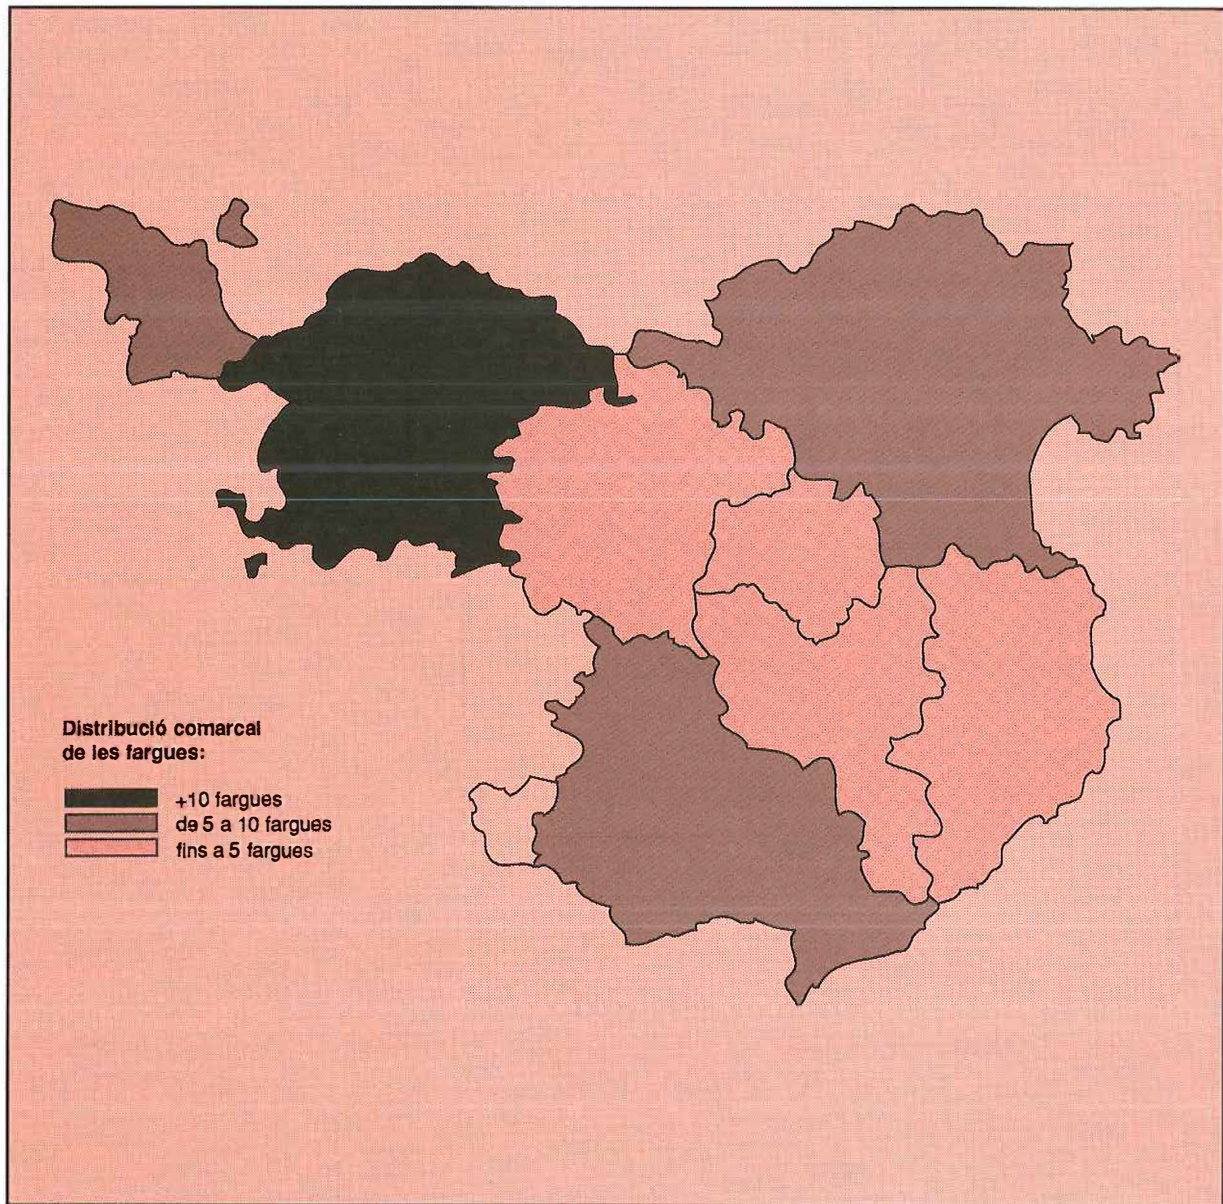 Distribució comarcal
de les fargues:
+10 fargues
de 5 a 10 fargues
fins a 5 fargues